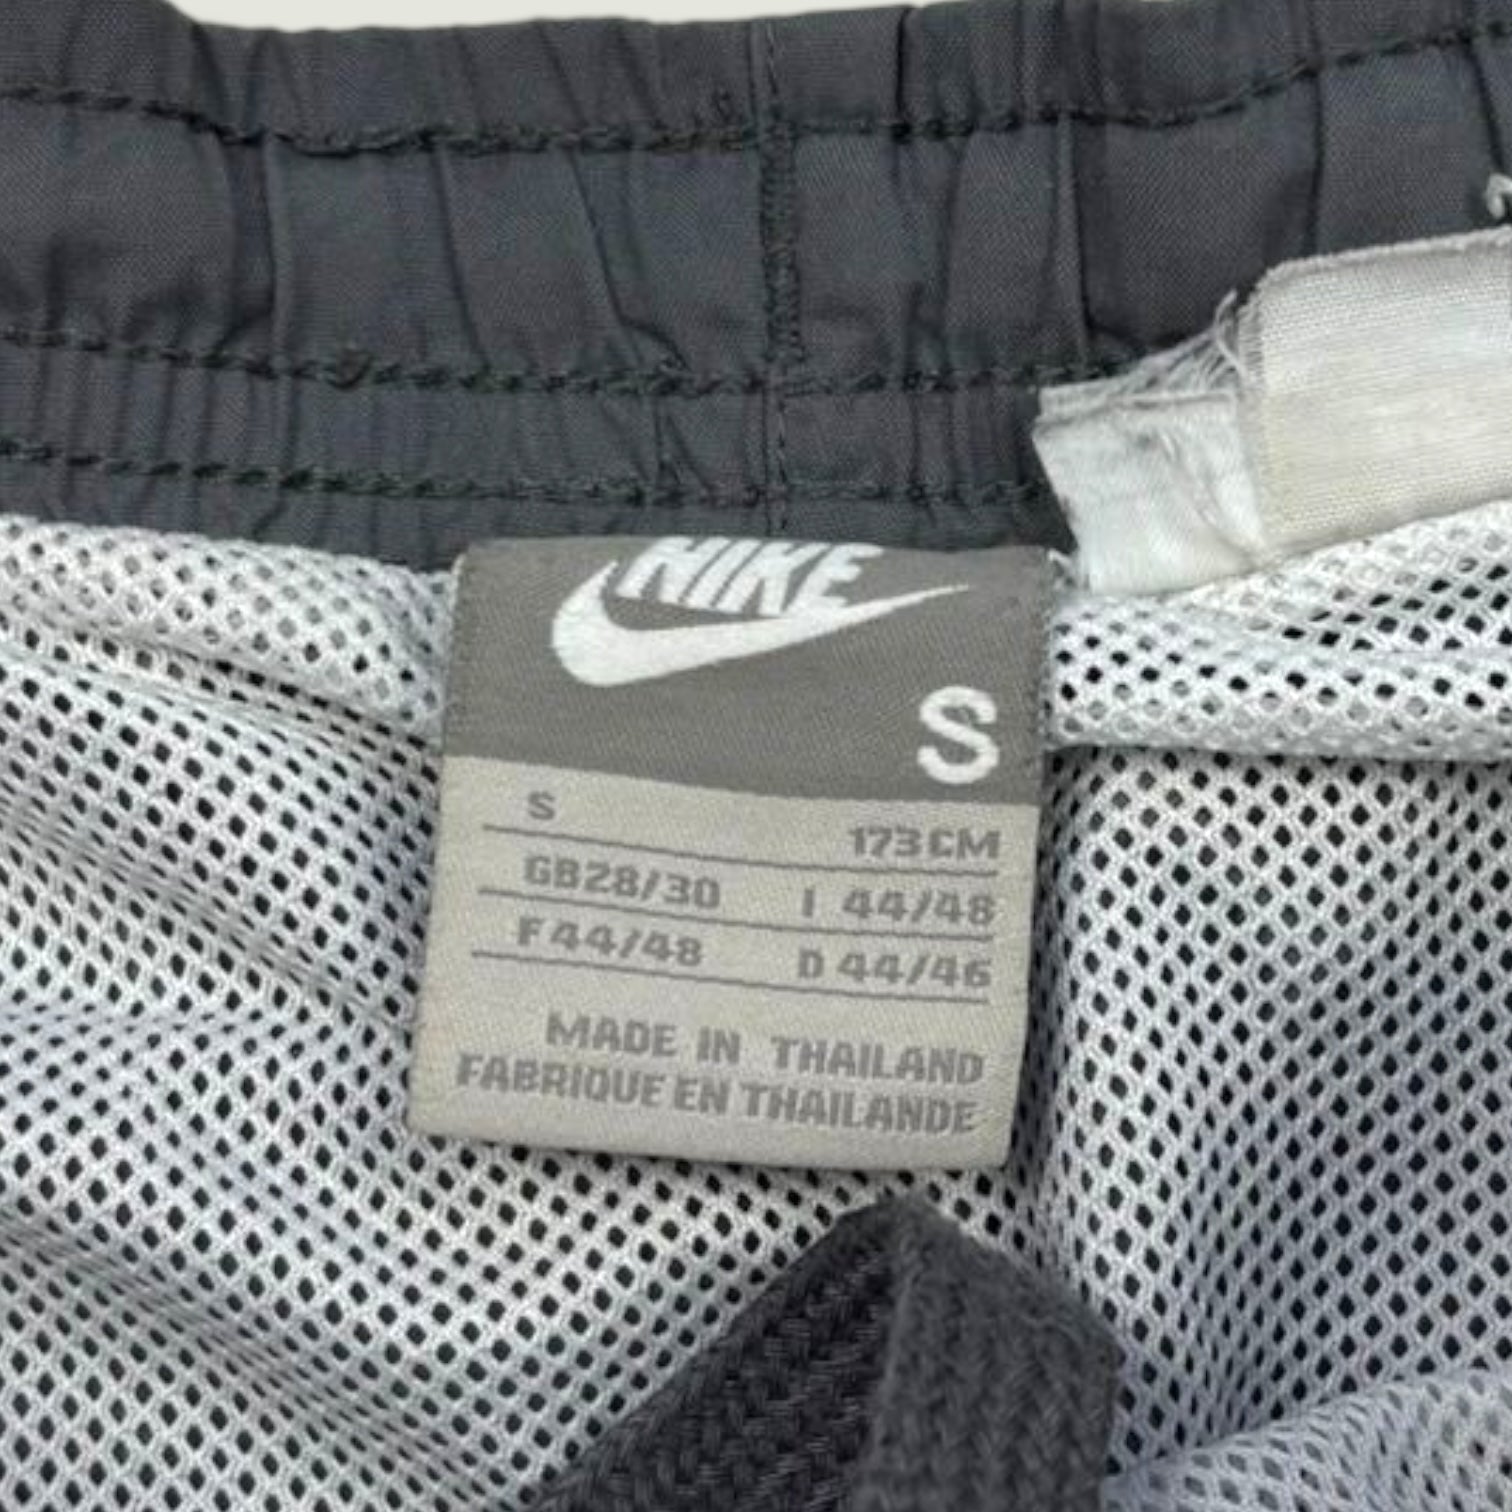 NIKE
S
S 173CM
GB28/30 I 44/48
F44/48 D 44/46
MADE IN THAILAND
FABRIQUE EN THAILANDE